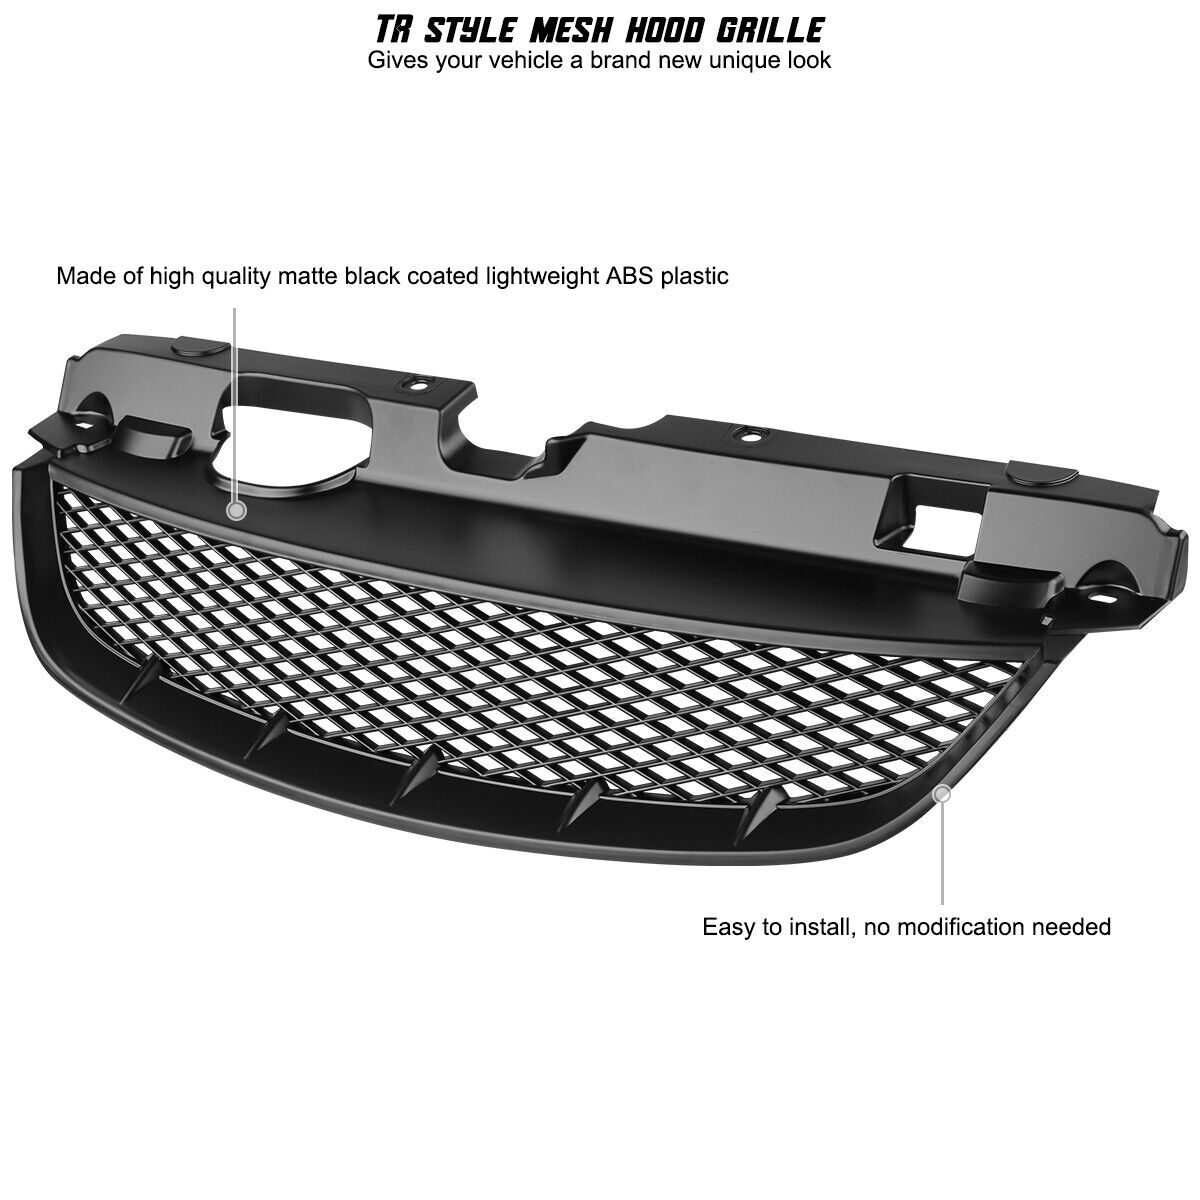 TR STYLE MESH HOOD GRILLE
Gives your vehicle a brand new unique look
Made of high quality matte black coated lightweight ABS plastic
Easy to install, no modification needed